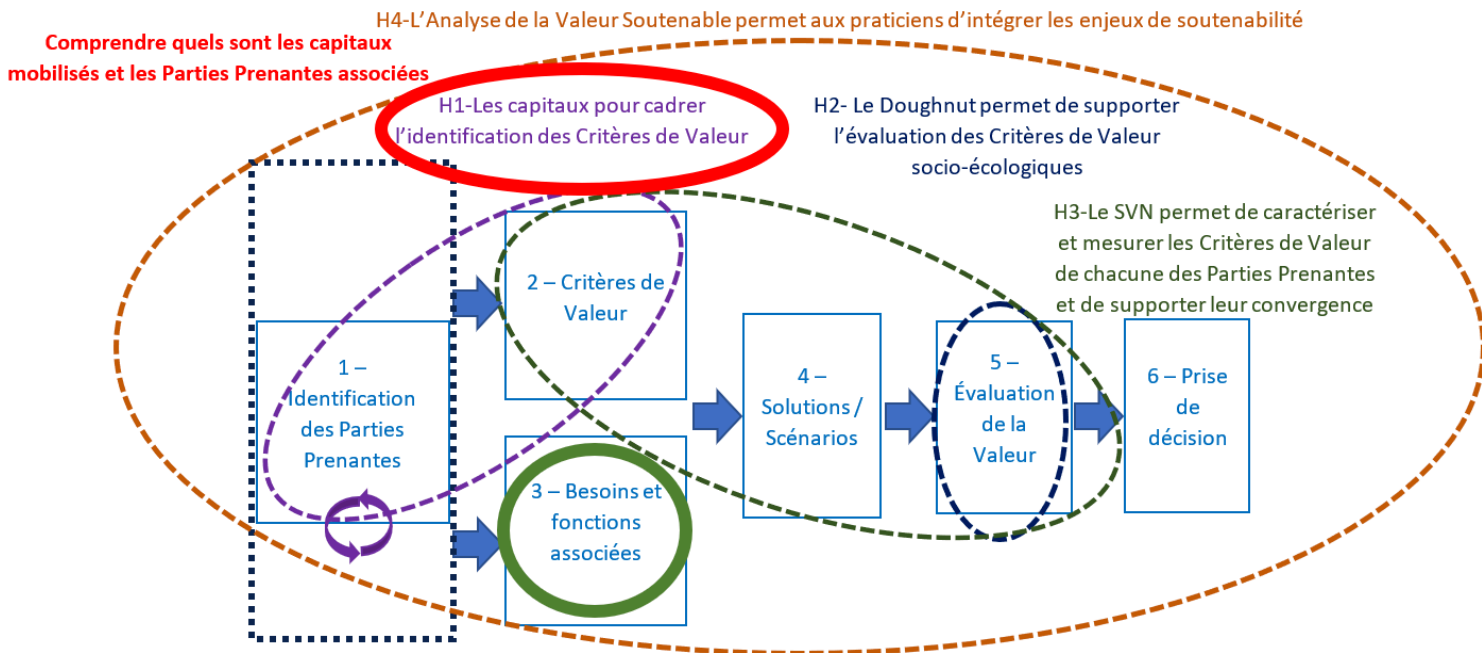 H4-L’Analyse de la Valeur Soutenable permet aux praticiens d’intégrer les enjeux de soutenabilité
Comprendre quels sont les capitaux
mobilisés et les Parties Prenantes associées
H1-Les capitaux pour cadrer
l’identification des Critères de Valeur
H2- Le Doughnut permet de supporter
l’évaluation des Critères de Valeur
socio-écologiques
H3-Le SVN permet de caractériser
et mesurer les Critères de Valeur
de chacune des Parties Prenantes
et de supporter leur convergence
1 –
Identification
des Parties
Prenantes
2 – Critères de
Valeur
3 – Besoins et
fonctions
associées
4 –
Solutions /
Scénarios
5 –
Évaluation
de la
Valeur
6 – Prise
de
décision